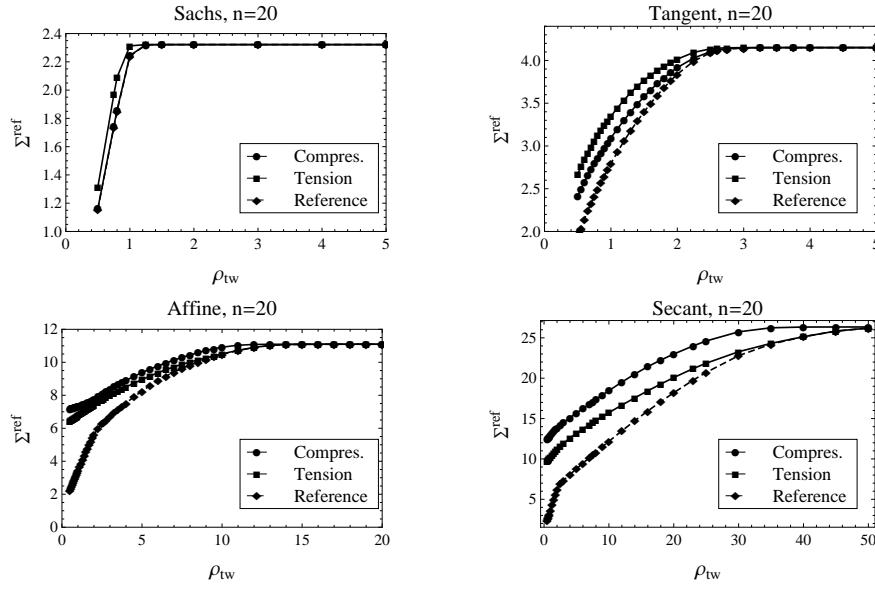 Sachs, n=20
2.4
2.2
2.0
1.8
1.6
1.4
1.2
1.0
Σ^ref
Compres.
Tension
Reference
0 1 2 3 4 5
ρ_tw
Tangent, n=20
4.0
3.5
3.0
2.5
2.0
Σ^ref
Compres.
Tension
Reference
0 1 2 3 4 5
ρ_tw
Affine, n=20
12
10
8
6
4
2
0
Σ^ref
Compres.
Tension
Reference
0 5 10 15 20
ρ_tw
Secant, n=20
25
20
15
10
5
Σ^ref
Compres.
Tension
Reference
0 10 20 30 40 50
ρ_tw